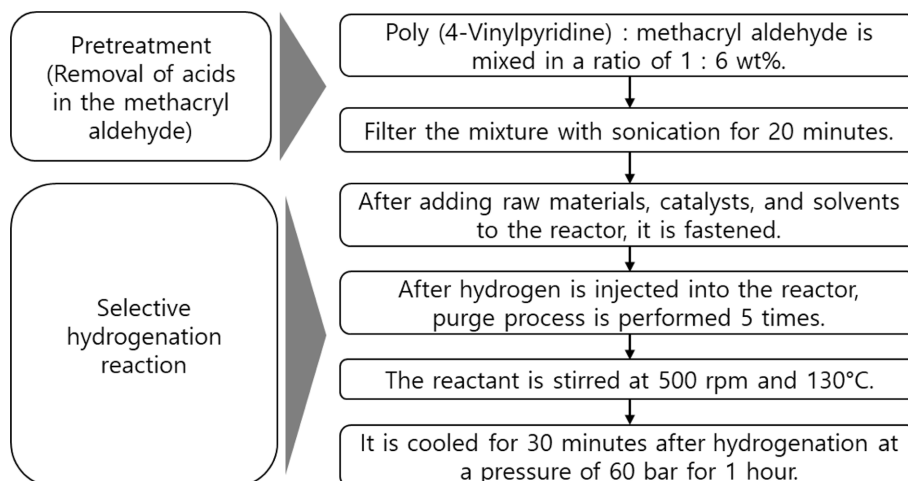 Pretreatment
(Removal of acids
in the methacryl
aldehyde)
Poly (4-Vinylpyridine) : methacryl aldehyde is
mixed in a ratio of 1 : 6 wt%.
Filter the mixture with sonication for 20 minutes.
Selective
hydrogenation
reaction
After adding raw materials, catalysts, and solvents
to the reactor, it is fastened.
After hydrogen is injected into the reactor,
purge process is performed 5 times.
The reactant is stirred at 500 rpm and 130°C.
It is cooled for 30 minutes after hydrogenation at
a pressure of 60 bar for 1 hour.